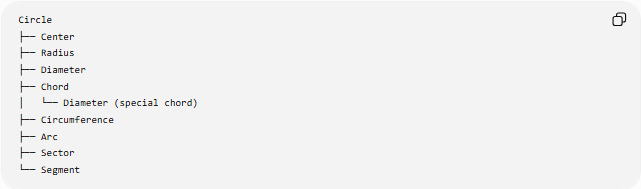 Circle
├── Center
├── Radius
├── Diameter
├── Chord
│   └── Diameter (special chord)
├── Circumference
├── Arc
├── Sector
└── Segment